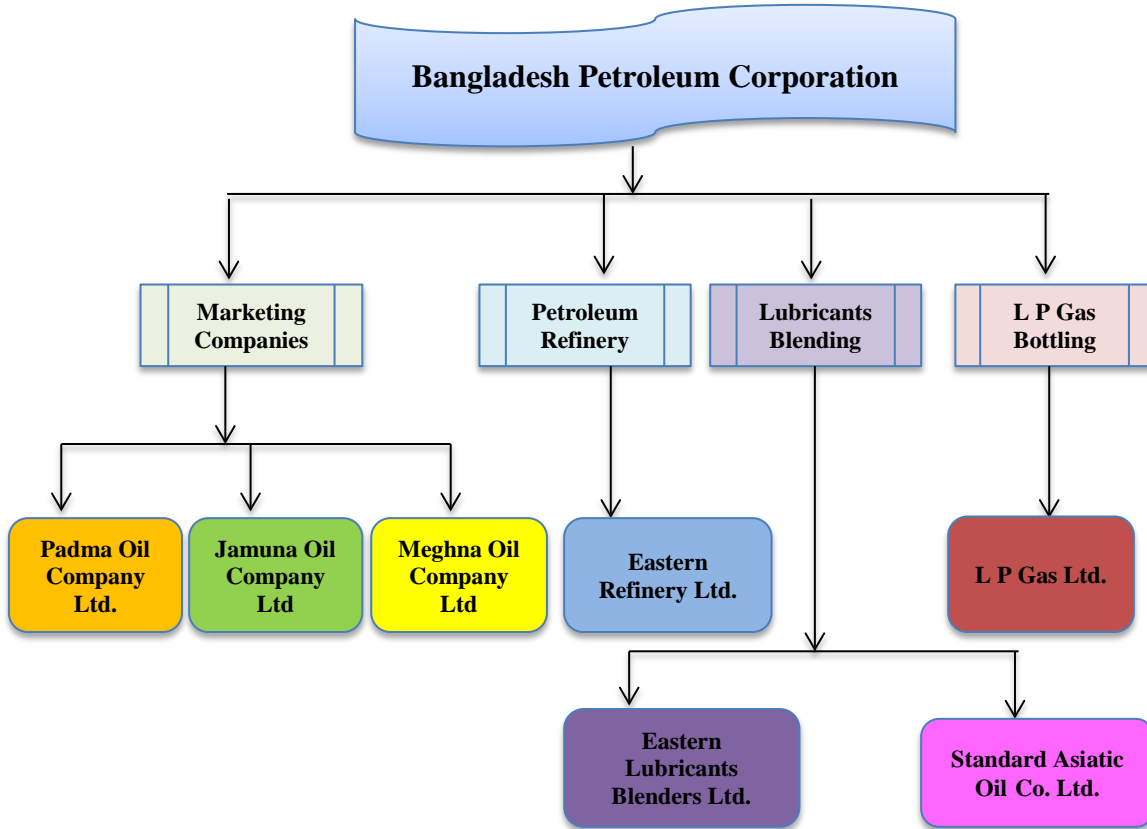 Bangladesh Petroleum Corporation
Marketing
Companies
Petroleum
Refinery
Lubricants
Blending
L P Gas
Bottling
Padma Oil
Company
Ltd.
Jamuna Oil
Company
Ltd
Meghna Oil
Company
Ltd
Eastern
Refinery Ltd.
L P Gas Ltd.
Eastern
Lubricants
Blenders Ltd.
Standard Asiatic
Oil Co. Ltd.